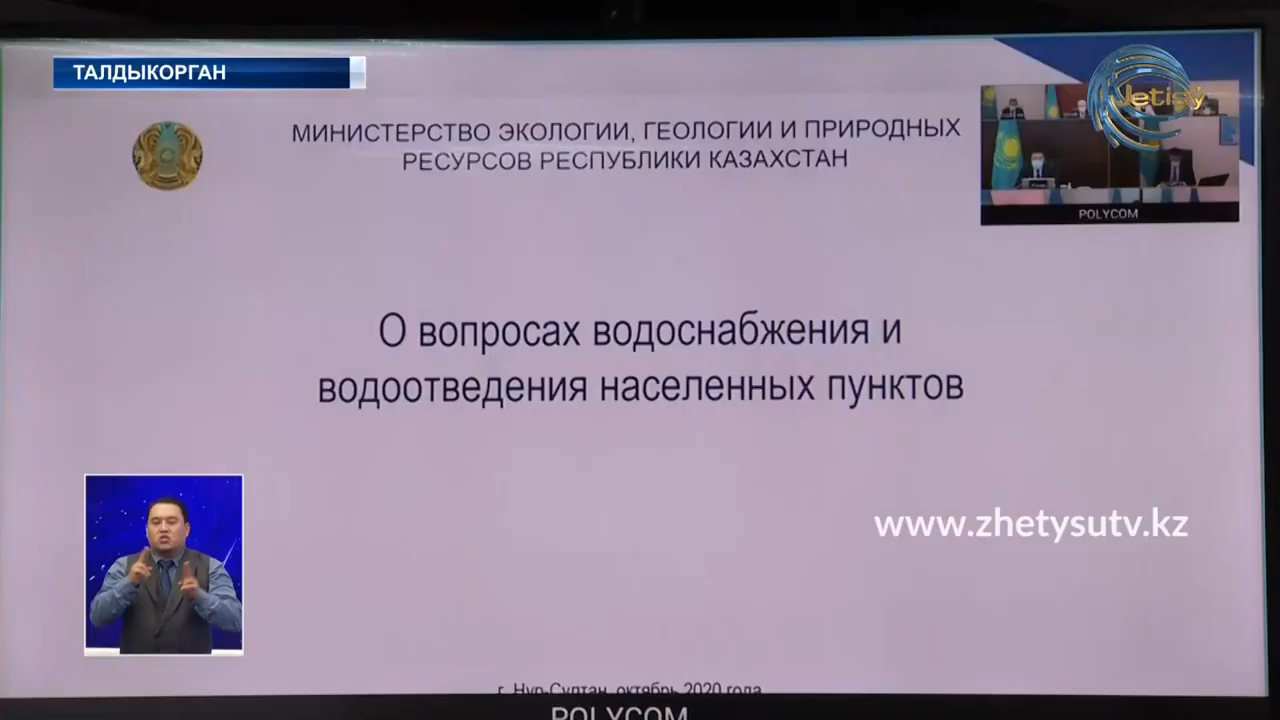 ТАЛДЫКОРГАН
Jetisý
МИНИСТЕРСТВО ЭКОЛОГИИ, ГЕОЛОГИИ И ПРИРОДНЫХ
РЕСУРСОВ РЕСПУБЛИКИ КАЗАХСТАН
POLYCOM
О вопросах водоснабжения и
водоотведения населенных пунктов
www.zhetysutv.kz
г. Нур-Султан, октябрь 2020 года
POLYCOM